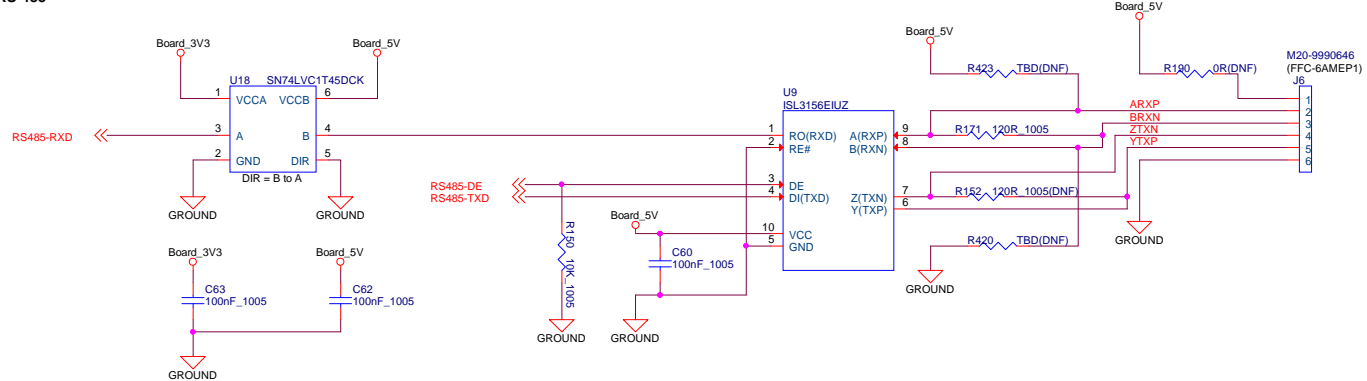 Board_5V
Board_5V
Board_3V3
Board_5V
M20-9990646
(FFC-6AMEP1)
J6
U18 SN74LVC1T45DCK
R423 TBD(DNF)
R190 0R(DNF)
1 VCCA VCCB 6
U9
ISL3156EIUZ
1
ARXP
2
BRXN
3
ZTXN
4
YTXP
5
6
RS485-RXD
3 A B 4
1 RO(RXD) A(RXP) 9
R171 120R_1005
2 RE# B(RXN) 8
2 GND DIR 5
DIR = B to A
GROUND
GROUND
RS485-DE
3 DE
RS485-TXD
4 DI(TXD) Z(TXN) 7
R152 120R_1005(DNF)
Y(TXP) 6
Board_5V
10 VCC
5 GND
R150 10K_1005
R420 TBD(DNF)
GROUND
C60
100nF_1005
GROUND
Board_3V3
Board_5V
C63
100nF_1005
C62
100nF_1005
GROUND
GROUND
GROUND
GROUND